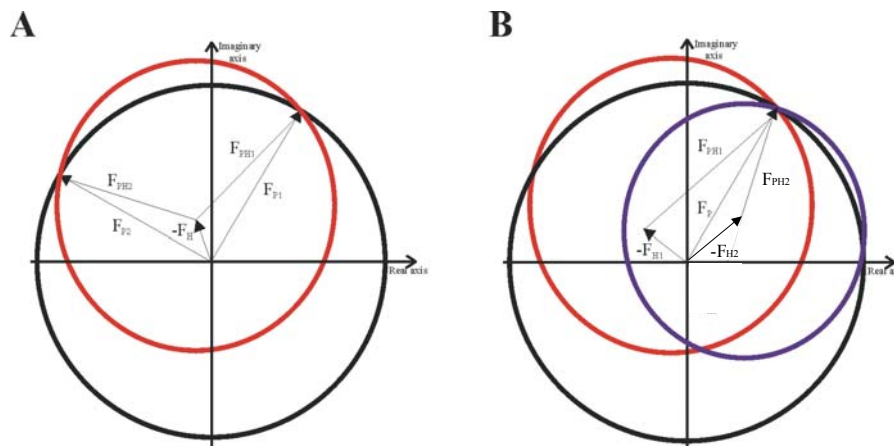 A
Imaginary
axis
F_PH1
F_PH2
F_P1
F_P2
-F_H
Real axis
B
Imaginary
axis
F_PH1
F_PH2
F_P
-F_H1
-F_H2
(Real a